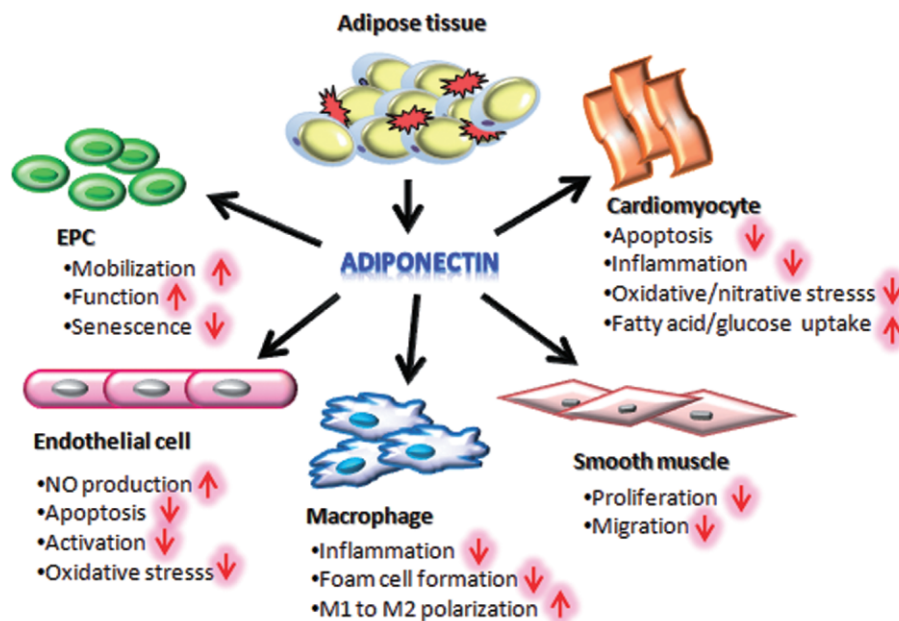 Adipose tissue
Cardiomyocyte
•Apoptosis ↓
•Inflammation ↓
•Oxidative/nitrative stresss ↓
•Fatty acid/glucose uptake ↑
EPC
•Mobilization ↑
•Function ↑
•Senescence ↓
ADIPONECTIN
Endothelial cell
•NO production ↑
•Apoptosis ↓
•Activation ↓
•Oxidative stresss ↓
Macrophage
•Inflammation ↓
•Foam cell formation ↓
•M1 to M2 polarization ↑
Smooth muscle
•Proliferation ↓
•Migration ↓